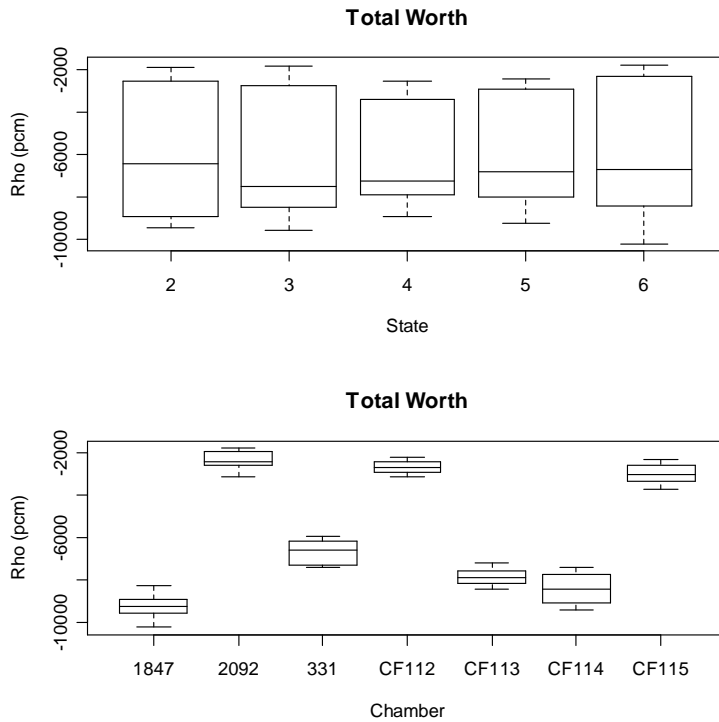 Total Worth
-2000
-6000
-10000
Rho (pcm)
2 3 4 5 6
State
Total Worth
-2000
-6000
-10000
Rho (pcm)
1847 2092 331 CF112 CF113 CF114 CF115
Chamber